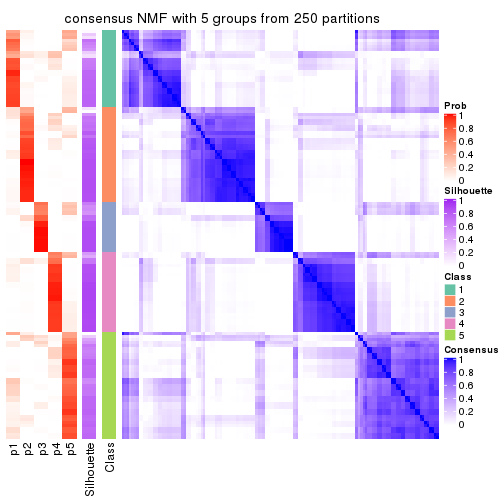 consensus NMF with 5 groups from 250 partitions
Prob
1
0.8
0.6
0.4
0.2
0
Silhouette
1
0.8
0.6
0.4
0.2
0
Class
1
2
3
4
5
Consensus
1
0.8
0.6
0.4
0.2
0
p1
p2
p3
p4
p5
Silhouette
Class